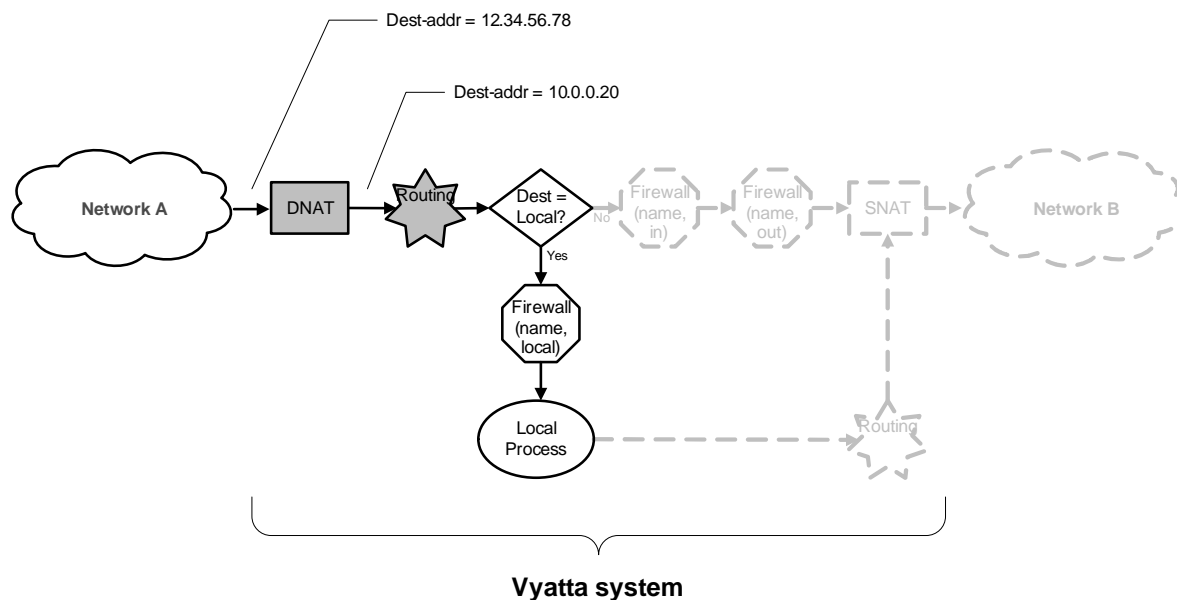 Dest-addr = 12.34.56.78
Dest-addr = 10.0.0.20
Network A
DNAT
Routing
Dest =
Local?
No
Yes
Firewall
(name,
in)
Firewall
(name,
out)
SNAT
Network B
Firewall
(name,
local)
Local
Process
Routing
Vyatta system